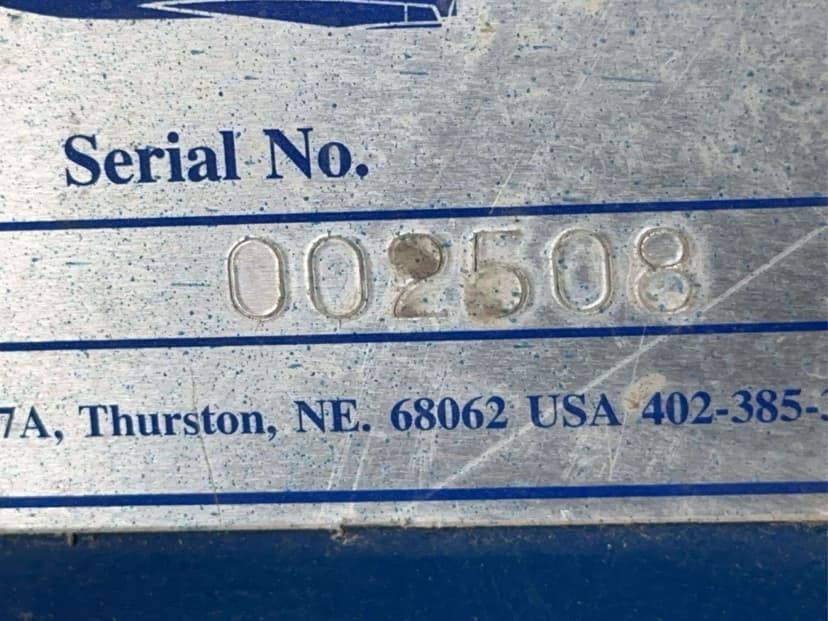 Serial No.
002508
7A, Thurston, NE. 68062 USA 402-385-